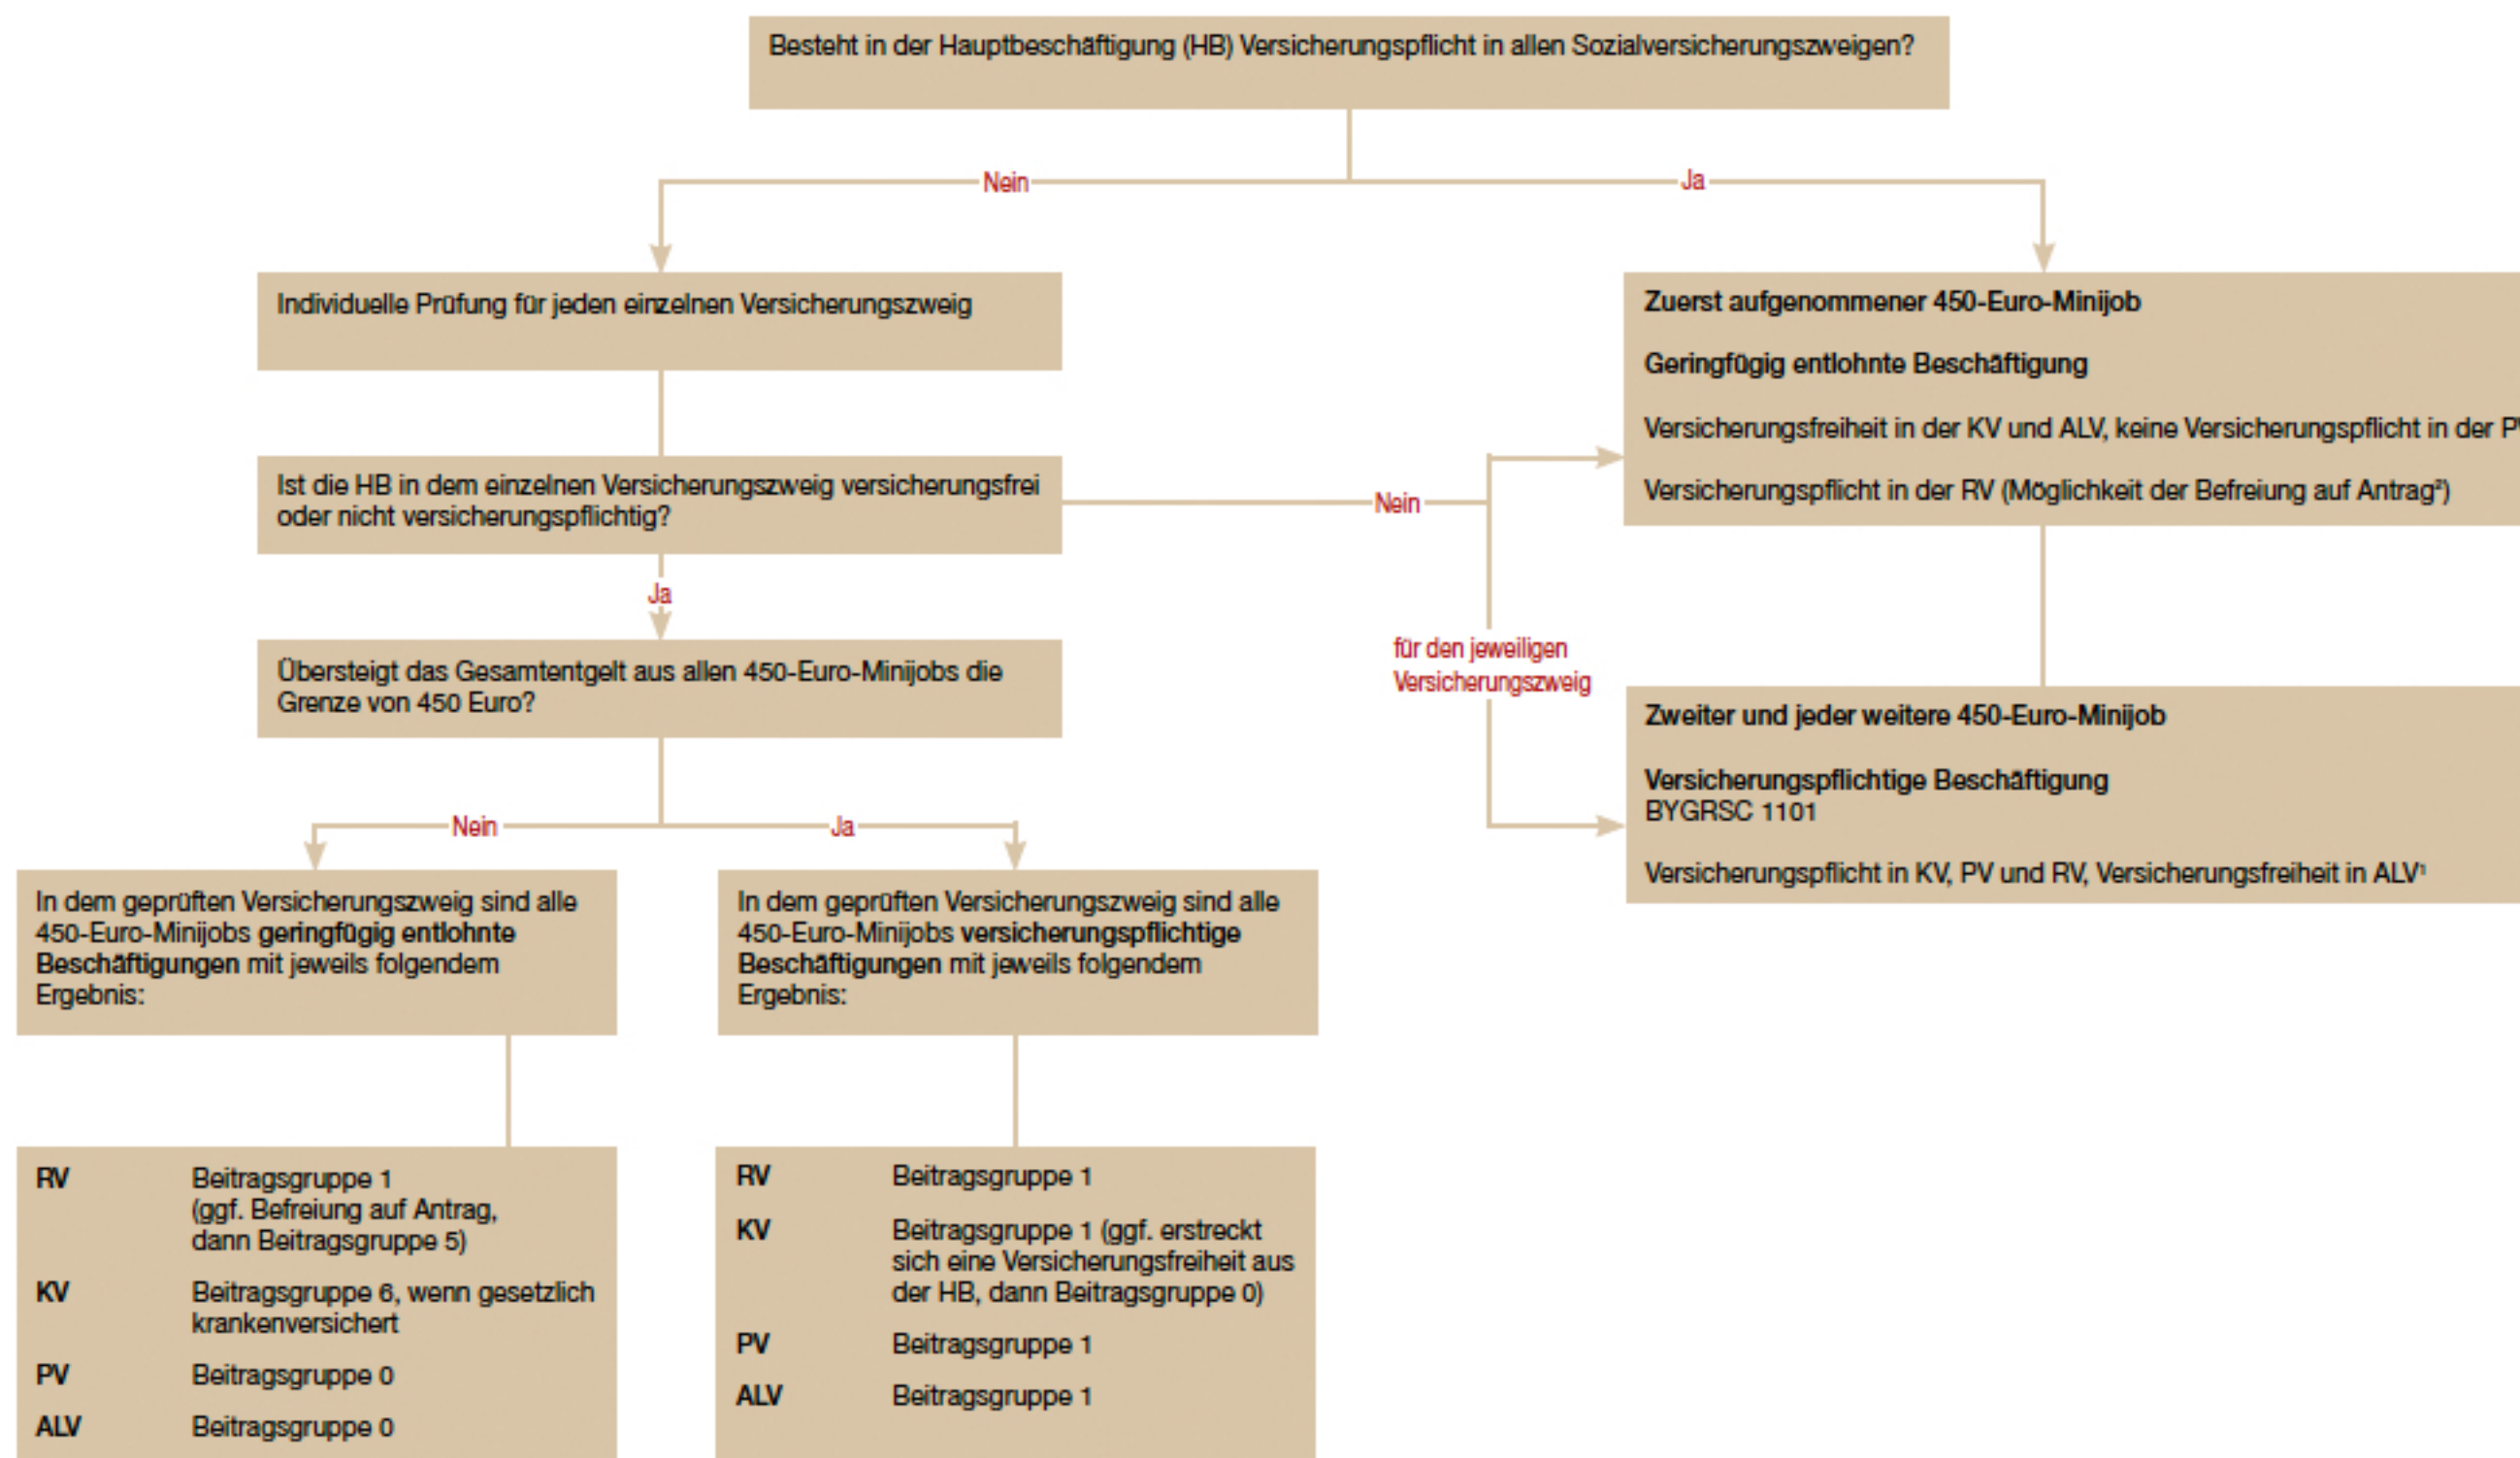 Besteht in der Hauptbeschäftigung (HB) Versicherungspflicht in allen Sozialversicherungszweigen?
Nein
Ja
Individuelle Prüfung für jeden einzelnen Versicherungszweig
Zuerst aufgenommener 450-Euro-Minijob
Geringfügig entlohnte Beschäftigung
Versicherungsfreiheit in der KV und ALV, keine Versicherungspflicht in der
Versicherungspflicht in der RV (Möglichkeit der Befreiung auf Antrag²)
Ist die HB in dem einzelnen Versicherungszweig versicherungsfrei
oder nicht versicherungspflichtig?
Nein
Ja
für den jeweiligen
Versicherungszweig
Übersteigt das Gesamtentgelt aus allen 450-Euro-Minijobs die
Grenze von 450 Euro?
Zweiter und jeder weitere 450-Euro-Minijob
Versicherungspflichtige Beschäftigung
BYGRSC 1101
Versicherungspflicht in KV, PV und RV, Versicherungsfreiheit in ALV¹
Nein
Ja
In dem geprüften Versicherungszweig sind alle
450-Euro-Minijobs geringfügig entlohnte
Beschäftigungen mit jeweils folgendem
Ergebnis:
In dem geprüften Versicherungszweig sind alle
450-Euro-Minijobs versicherungspflichtige
Beschäftigungen mit jeweils folgendem
Ergebnis:
RV Beitragsgruppe 1
(ggf. Befreiung auf Antrag,
dann Beitragsgruppe 5)
KV Beitragsgruppe 6, wenn gesetzlich
krankenversichert
PV Beitragsgruppe 0
ALV Beitragsgruppe 0
RV Beitragsgruppe 1
KV Beitragsgruppe 1 (ggf. erstreckt
sich eine Versicherungsfreiheit aus
der HB, dann Beitragsgruppe 0)
PV Beitragsgruppe 1
ALV Beitragsgruppe 1